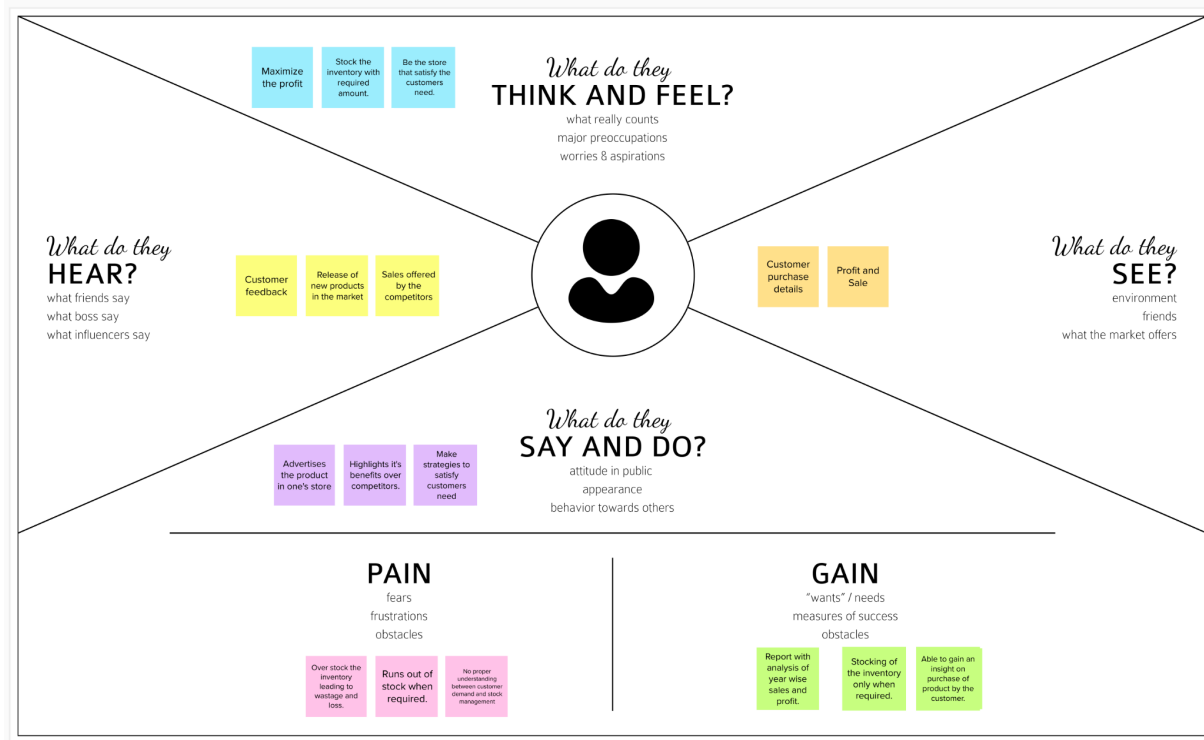 Maximize
the profit
Stock the
inventory with
required
amount.
Be the store
that satisfy the
customers
need.
What do they
THINK AND FEEL?
what really counts
major preoccupations
worries & aspirations
What do they
HEAR?
what friends say
what boss say
what influencers say
Customer
feedback
Release of
new products
in the market
Sales offered
by the
competitors
Customer
purchase
details
Profit and
Sale
What do they
SEE?
environment
friends
what the market offers
What do they
SAY AND DO?
attitude in public
appearance
behavior towards others
Advertises
the product
in one's store
Highlights it's
benefits over
competitors.
Make
strategies to
satisfy
customers
need
PAIN
fears
frustrations
obstacles
Over stock the
inventory
leading to
wastage and
loss.
Runs out of
stock when
required.
No proper
understanding
between customer
demand and stock
management
GAIN
"wants" / needs
measures of success
obstacles
Report with
analysis of
year wise
sales and
profit.
Stocking of
the inventory
only when
required.
Able to gain an
insight on
purchase of
product by the
customer.